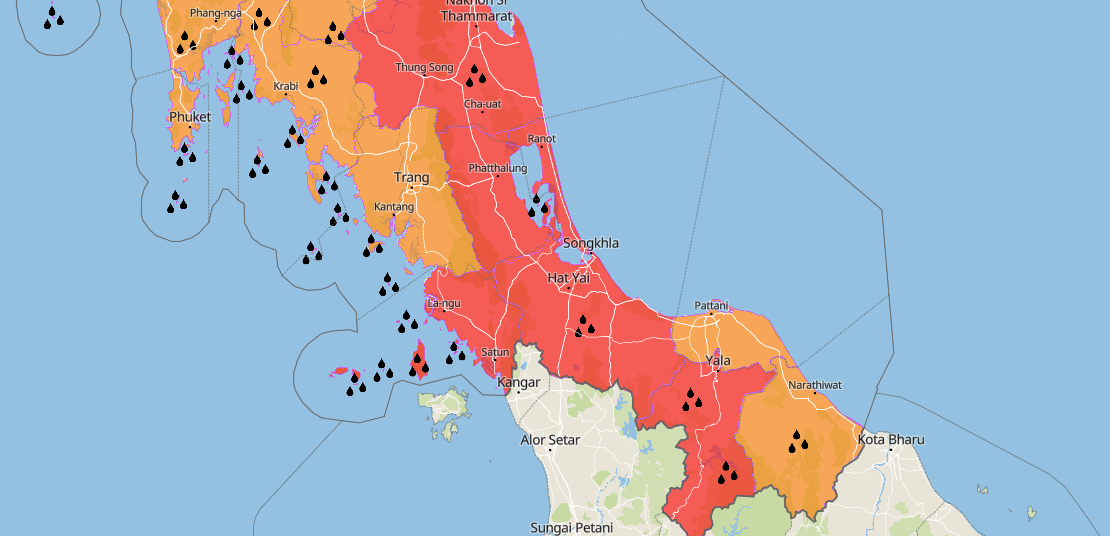 Nakhon Si
Thammarat
Phang-nga
Thung Song
Krabi
Cha-uat
Phuket
Ranot
Phatthalung
Trang
Kantang
Songkhla
Hat Yai
La-ngu
Pattani
Satun
Yala
Kangar
Narathiwat
Alor Setar
Kota Bharu
Sungai Petani